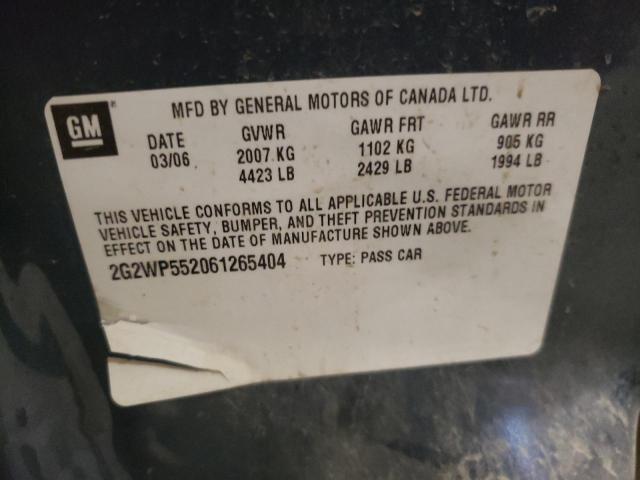 GM
MFD BY GENERAL MOTORS OF CANADA LTD.
DATE GVWR GAWR FRT GAWR RR
03/06 2007 KG 1102 KG 905 KG
4423 LB 2429 LB 1994 LB
THIS VEHICLE CONFORMS TO ALL APPLICABLE U.S. FEDERAL MOTOR
VEHICLE SAFETY, BUMPER, AND THEFT PREVENTION STANDARDS IN
EFFECT ON THE DATE OF MANUFACTURE SHOWN ABOVE.
2G2WP552061265404 TYPE: PASS CAR